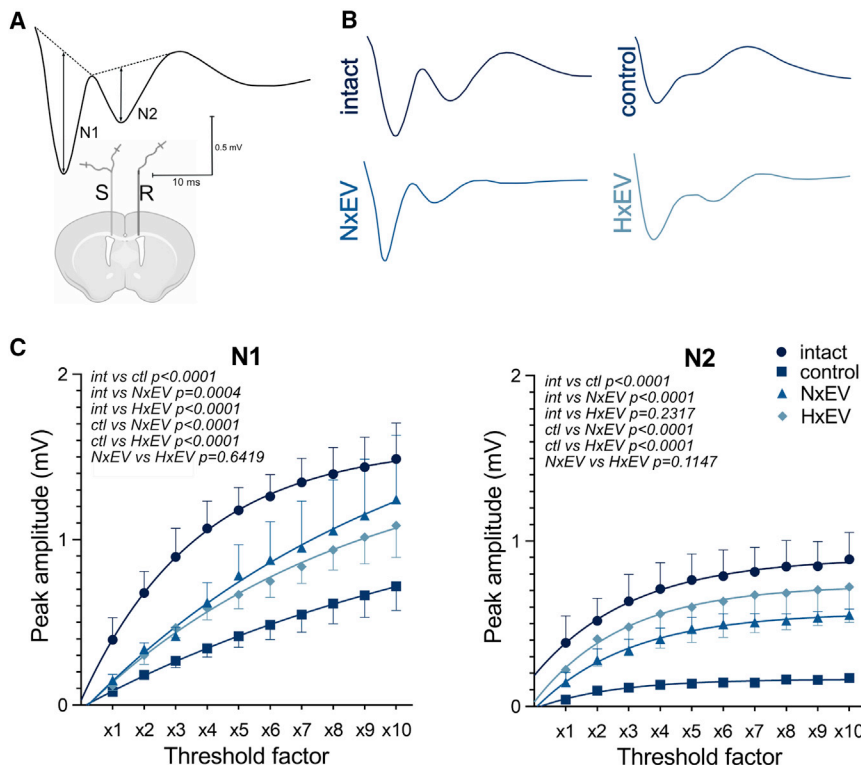 A
N1
N2
0.5 mV
10 ms
S
R
B
intact
control
NxEV
HxEV
C
N1
int vs ctl p<0.0001
int vs NxEV p=0.0004
int vs HxEV p<0.0001
ctl vs NxEV p<0.0001
ctl vs HxEV p<0.0001
NxEV vs HxEV p=0.6419
Peak amplitude (mV)
2
1
0
x1 x2 x3 x4 x5 x6 x7 x8 x9 x10
Threshold factor
N2
int vs ctl p<0.0001
int vs NxEV p<0.0001
int vs HxEV p=0.2317
ctl vs NxEV p<0.0001
ctl vs HxEV p<0.0001
NxEV vs HxEV p=0.1147
Peak amplitude (mV)
2
1
0
x1 x2 x3 x4 x5 x6 x7 x8 x9 x10
Threshold factor
intact
control
NxEV
HxEV